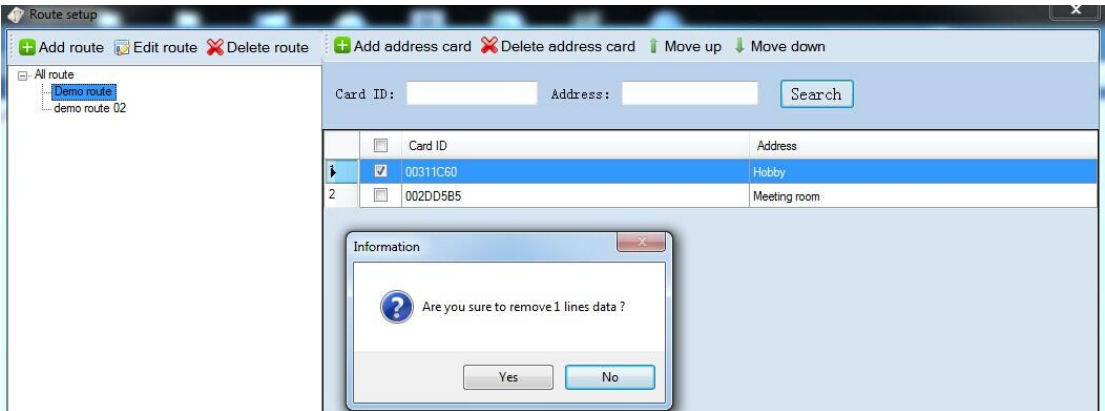 Route setup
Add route Edit route Delete route
Add address card Delete address card Move up Move down
All route
Demo route
demo route 02
Card ID: Address: Search
Card ID Address
00311C60 Hobby
2 002DD5B5 Meeting room
Information
Are you sure to remove 1 lines data ?
Yes No